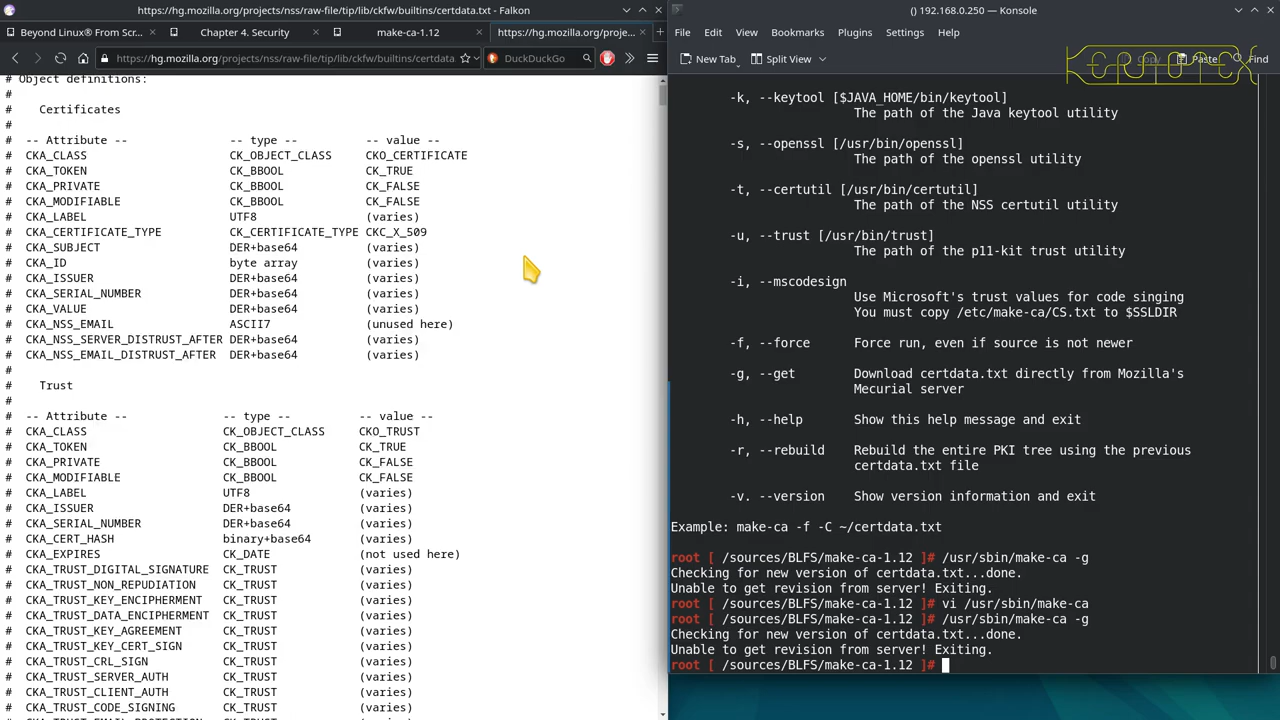 https://hg.mozilla.org/projects/nss/raw-file/tip/lib/ckfw/builtins/certdata.txt - Falkon
Beyond Linux® From Scr...
Chapter 4. Security
make-ca-1.12
https://hg.mozilla.org/proje...
https://hg.mozilla.org/projects/nss/raw-file/tip/lib/ckfw/builtins/certdata.
DuckDuckGo
# Object definitions:
#
#    Certificates
#
#  -- Attribute --  -- type --  -- value --
#  CKA_CLASS  CK_OBJECT_CLASS  CKO_CERTIFICATE
#  CKA_TOKEN  CK_BBOOL  CK_TRUE
#  CKA_PRIVATE  CK_BBOOL  CK_FALSE
#  CKA_MODIFIABLE  CK_BBOOL  CK_FALSE
#  CKA_LABEL  UTF8  (varies)
#  CKA_CERTIFICATE_TYPE  CK_CERTIFICATE_TYPE  CKC_X_509
#  CKA_SUBJECT  DER+base64  (varies)
#  CKA_ID  byte array  (varies)
#  CKA_ISSUER  DER+base64  (varies)
#  CKA_SERIAL_NUMBER  DER+base64  (varies)
#  CKA_VALUE  DER+base64  (varies)
#  CKA_NSS_EMAIL  ASCII7  (unused here)
#  CKA_NSS_SERVER_DISTRUST_AFTER  DER+base64  (varies)
#  CKA_NSS_EMAIL_DISTRUST_AFTER  DER+base64  (varies)
#
#    Trust
#
#  -- Attribute --  -- type --  -- value --
#  CKA_CLASS  CK_OBJECT_CLASS  CKO_TRUST
#  CKA_TOKEN  CK_BBOOL  CK_TRUE
#  CKA_PRIVATE  CK_BBOOL  CK_FALSE
#  CKA_MODIFIABLE  CK_BBOOL  CK_FALSE
#  CKA_LABEL  UTF8  (varies)
#  CKA_ISSUER  DER+base64  (varies)
#  CKA_SERIAL_NUMBER  DER+base64  (varies)
#  CKA_CERT_HASH  binary+base64  (varies)
#  CKA_EXPIRES  CK_DATE  (not used here)
#  CKA_TRUST_DIGITAL_SIGNATURE  CK_TRUST  (varies)
#  CKA_TRUST_NON_REPUDIATION  CK_TRUST  (varies)
#  CKA_TRUST_KEY_ENCIPHERMENT  CK_TRUST  (varies)
#  CKA_TRUST_DATA_ENCIPHERMENT  CK_TRUST  (varies)
#  CKA_TRUST_KEY_AGREEMENT  CK_TRUST  (varies)
#  CKA_TRUST_KEY_CERT_SIGN  CK_TRUST  (varies)
#  CKA_TRUST_CRL_SIGN  CK_TRUST  (varies)
#  CKA_TRUST_SERVER_AUTH  CK_TRUST  (varies)
#  CKA_TRUST_CLIENT_AUTH  CK_TRUST  (varies)
#  CKA_TRUST_CODE_SIGNING  CK_TRUST  (varies)
#  CKA_TRUST_EMAIL_PROTECTION  CK_TRUST  (varies)
() 192.168.0.250 — Konsole
File  Edit  View  Bookmarks  Plugins  Settings  Help
New Tab  Split View  Copy  Paste  Find
-k, --keytool [$JAVA_HOME/bin/keytool]
The path of the Java keytool utility
-s, --openssl [/usr/bin/openssl]
The path of the openssl utility
-t, --certutil [/usr/bin/certutil]
The path of the NSS certutil utility
-u, --trust [/usr/bin/trust]
The path of the p11-kit trust utility
-i, --mscodesign
Use Microsoft's trust values for code singing
You must copy /etc/make-ca/CS.txt to $SSLDIR
-f, --force  Force run, even if source is not newer
-g, --get  Download certdata.txt directly from Mozilla's
Mecurial server
-h, --help  Show this help message and exit
-r, --rebuild  Rebuild the entire PKI tree using the previous
certdata.txt file
-v. --version  Show version information and exit
Example: make-ca -f -C ~/certdata.txt
root [ /sources/BLFS/make-ca-1.12 ]# /usr/sbin/make-ca -g
Checking for new version of certdata.txt...done.
Unable to get revision from server! Exiting.
root [ /sources/BLFS/make-ca-1.12 ]# vi /usr/sbin/make-ca
root [ /sources/BLFS/make-ca-1.12 ]# /usr/sbin/make-ca -g
Checking for new version of certdata.txt...done.
Unable to get revision from server! Exiting.
root [ /sources/BLFS/make-ca-1.12 ]#